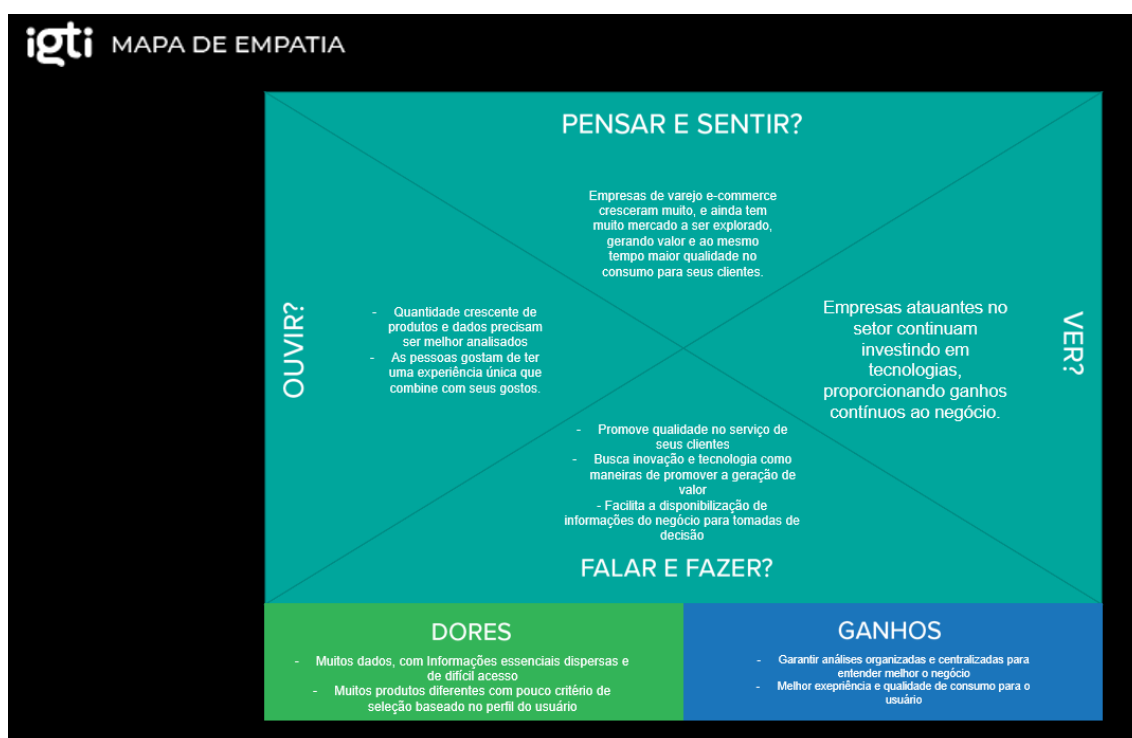 igti MAPA DE EMPATIA
PENSAR E SENTIR?
Empresas de varejo e-commerce
cresceram muito, e ainda tem
muito mercado a ser explorado,
gerando valor e ao mesmo
tempo maior qualidade no
consumo para seus clientes.
OUVIR?
- Quantidade crescente de
produtos e dados precisam
ser melhor analisados
- As pessoas gostam de ter
uma experiência única que
combine com seus gostos.
Empresas atauantes no
setor continuam
investindo em
tecnologias,
proporcionando ganhos
contínuos ao negócio.
VER?
- Promove qualidade no serviço de
seus clientes
- Busca inovação e tecnologia como
maneiras de promover a geração de
valor
- Facilita a disponibilização de
informações do negócio para tomadas de
decisão
FALAR E FAZER?
DORES
- Muitos dados, com Informações essenciais dispersas e
de difícil acesso
- Muitos produtos diferentes com pouco critério de
seleção baseado no perfil do usuário
GANHOS
- Garantir análises organizadas e centralizadas para
entender melhor o negócio
- Melhor exepriência e qualidade de consumo para o
usuário